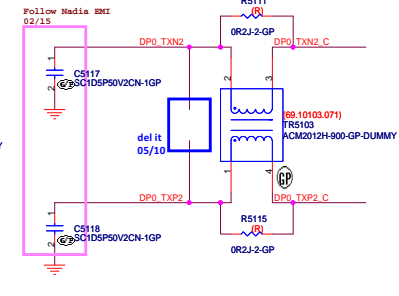 Follow Nadia EMI
02/15
R5111
(R)
0R2J-2-GP
DP0_TXN2
DP0_TXN2_C
1
2
C5117
SC1D5P50V2CN-1GP
2
3
(69.10103.071)
TR5103
ACM2012H-900-GP-DUMMY
del it
05/10
1
4
GP
DP0_TXP2
DP0_TXP2_C
1
2
C5118
SC1D5P50V2CN-1GP
R5115
(R)
0R2J-2-GP